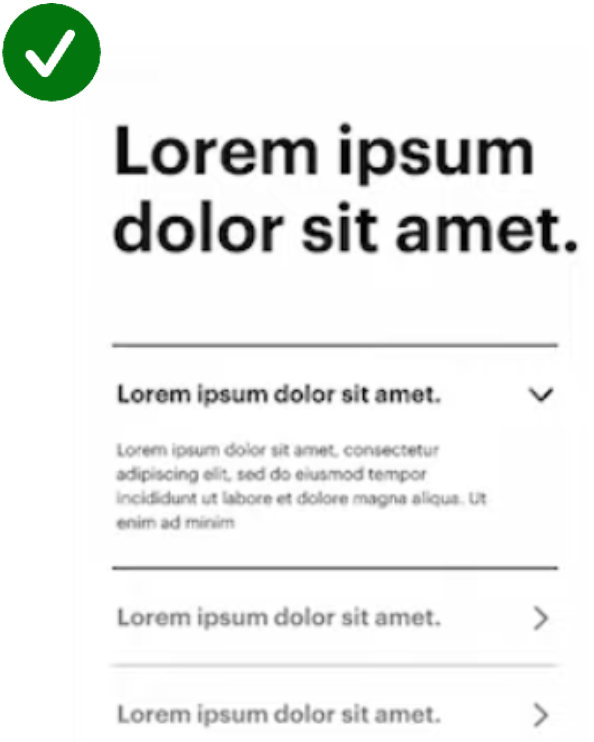 Lorem ipsum
dolor sit amet.
Lorem ipsum dolor sit amet.
Lorem ipsum dolor sit amet, consectetur
adipiscing elit, sed do eiusmod tempor
incididunt ut labore et dolore magna aliqua. Ut
enim ad minim
Lorem ipsum dolor sit amet.
Lorem ipsum dolor sit amet.